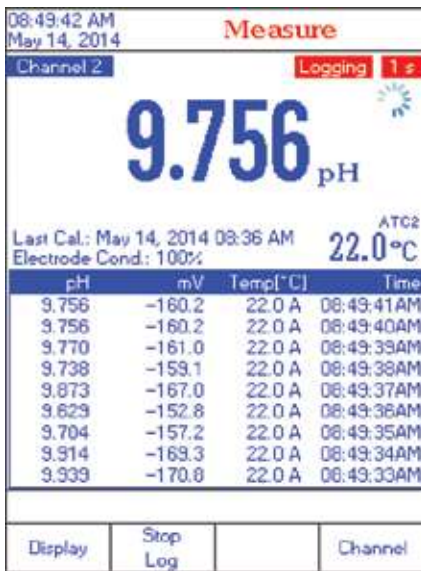 08:49:42 AM
May 14, 2014
Measure
Channel 2
Logging 1 s
9.756 pH
ATC2
Last Cal.: May 14, 2014 08:36 AM
22.0°C
Electrode Cond.: 100%
pH mV Temp[°C] Time
9.756 -160.2 22.0 A 08:49:41AM
9.756 -160.2 22.0 A 08:49:40AM
9.770 -161.0 22.0 A 08:49:39AM
9.738 -159.1 22.0 A 08:49:38AM
9.873 -167.0 22.0 A 08:49:37AM
9.629 -152.8 22.0 A 08:49:36AM
9.704 -157.2 22.0 A 08:49:35AM
9.914 -169.3 22.0 A 08:49:34AM
9.939 -170.8 22.0 A 08:49:33AM
Display Stop Log Channel